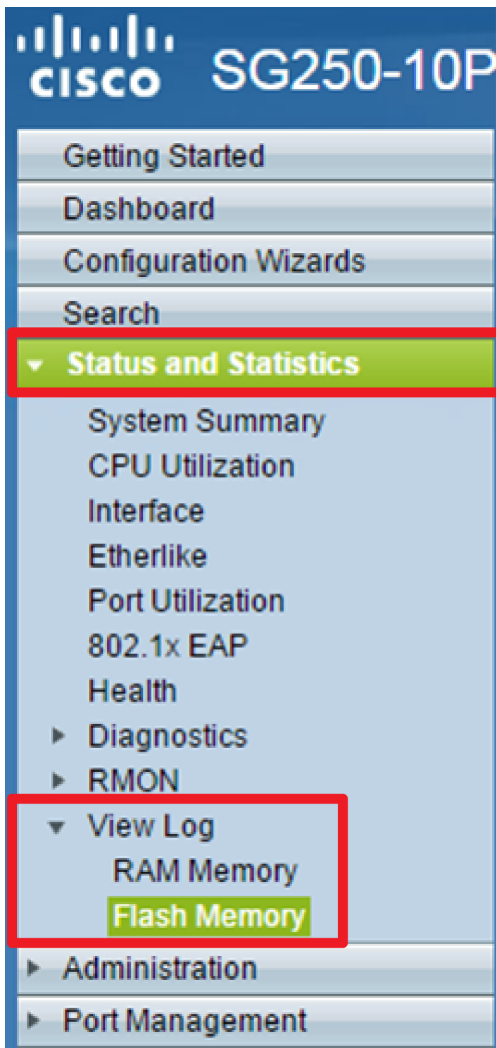 cisco SG250-10P
Getting Started
Dashboard
Configuration Wizards
Search
Status and Statistics
System Summary
CPU Utilization
Interface
Etherlike
Port Utilization
802.1x EAP
Health
Diagnostics
RMON
View Log
RAM Memory
Flash Memory
Administration
Port Management